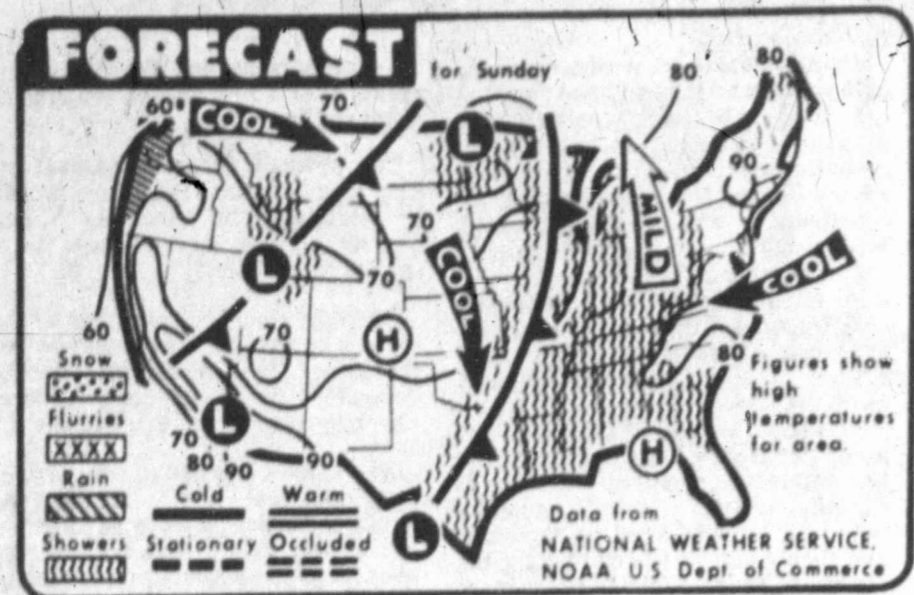 FORECAST
for Sunday
80
80
60°
COOL
70
L
90
MILD
70
COOL
L
70
COOL
60
70
H
80
Snow
Flurries
Rain
Showers
70
L
80
90
90
H
Figures show
high
temperatures
for area.
Cold Warm
Stationary Occluded
L
Data from
NATIONAL WEATHER SERVICE,
NOAA, U.S. Dept. of Commerce